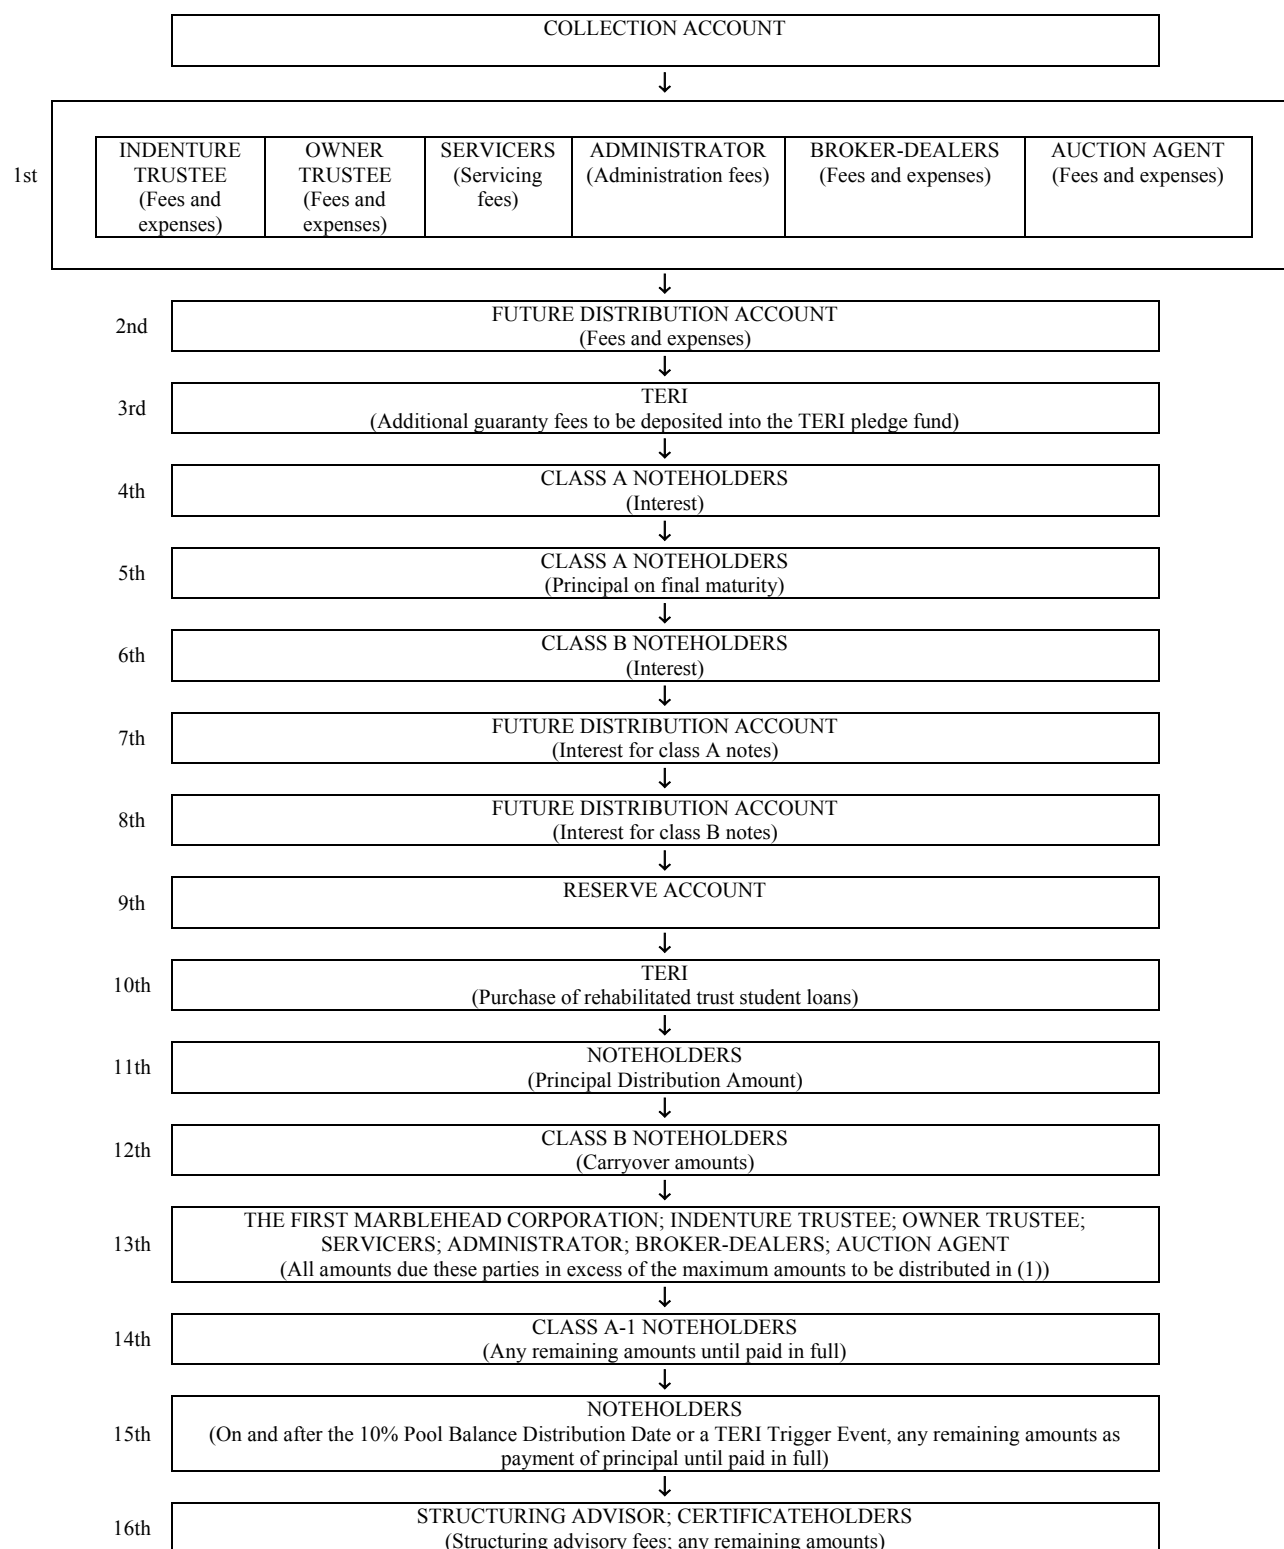 COLLECTION ACCOUNT
↓
1st
INDENTURE
TRUSTEE
(Fees and
expenses)
OWNER
TRUSTEE
(Fees and
expenses)
SERVICERS
(Servicing
fees)
ADMINISTRATOR
(Administration fees)
BROKER-DEALERS
(Fees and expenses)
AUCTION AGENT
(Fees and expenses)
↓
2nd
FUTURE DISTRIBUTION ACCOUNT
(Fees and expenses)
↓
3rd
TERI
(Additional guaranty fees to be deposited into the TERI pledge fund)
↓
4th
CLASS A NOTEHOLDERS
(Interest)
↓
5th
CLASS A NOTEHOLDERS
(Principal on final maturity)
↓
6th
CLASS B NOTEHOLDERS
(Interest)
↓
7th
FUTURE DISTRIBUTION ACCOUNT
(Interest for class A notes)
↓
8th
FUTURE DISTRIBUTION ACCOUNT
(Interest for class B notes)
↓
9th
RESERVE ACCOUNT
↓
10th
TERI
(Purchase of rehabilitated trust student loans)
↓
11th
NOTEHOLDERS
(Principal Distribution Amount)
↓
12th
CLASS B NOTEHOLDERS
(Carryover amounts)
↓
13th
THE FIRST MARBLEHEAD CORPORATION; INDENTURE TRUSTEE; OWNER TRUSTEE;
SERVICERS; ADMINISTRATOR; BROKER-DEALERS; AUCTION AGENT
(All amounts due these parties in excess of the maximum amounts to be distributed in (1))
↓
14th
CLASS A-1 NOTEHOLDERS
(Any remaining amounts until paid in full)
↓
15th
NOTEHOLDERS
(On and after the 10% Pool Balance Distribution Date or a TERI Trigger Event, any remaining amounts as
payment of principal until paid in full)
↓
16th
STRUCTURING ADVISOR; CERTIFICATEHOLDERS
(Structuring advisory fees; any remaining amounts)